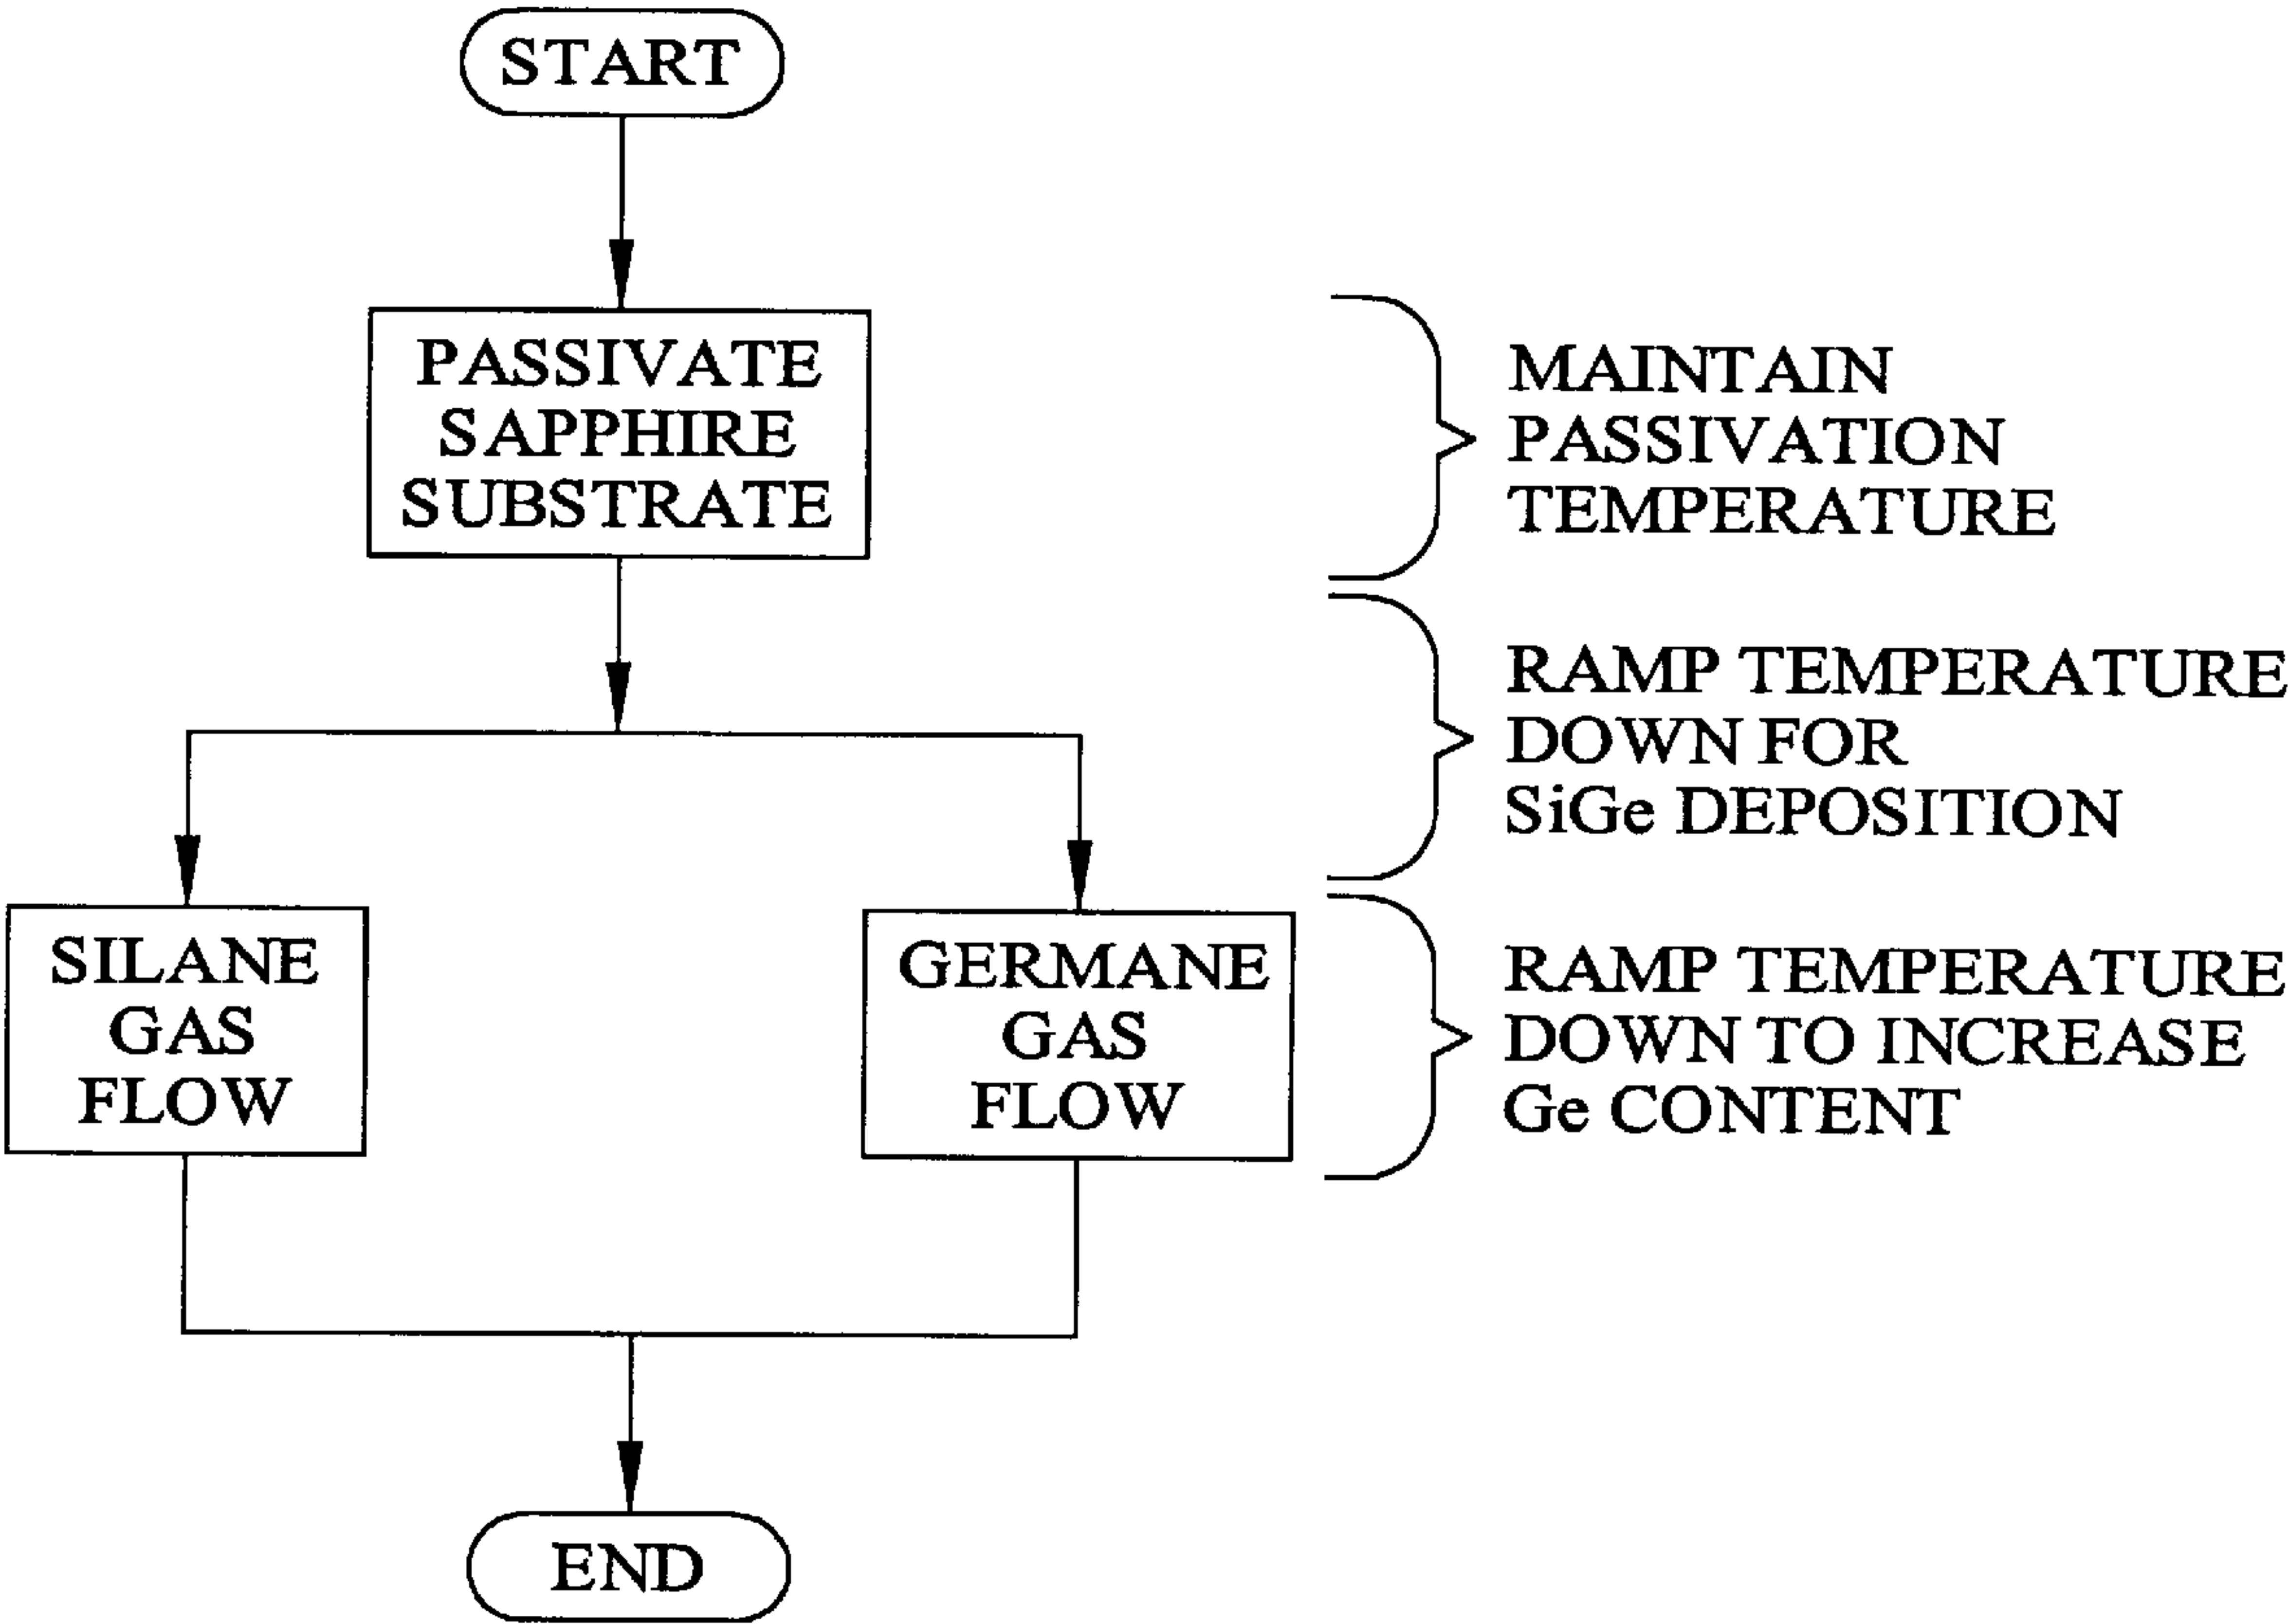 START
PASSIVATE
SAPPHIRE
SUBSTRATE
MAINTAIN
PASSIVATION
TEMPERATURE
RAMP TEMPERATURE
DOWN FOR
SiGe DEPOSITION
SILANE
GAS
FLOW
GERMANE
GAS
FLOW
RAMP TEMPERATURE
DOWN TO INCREASE
Ge CONTENT
END